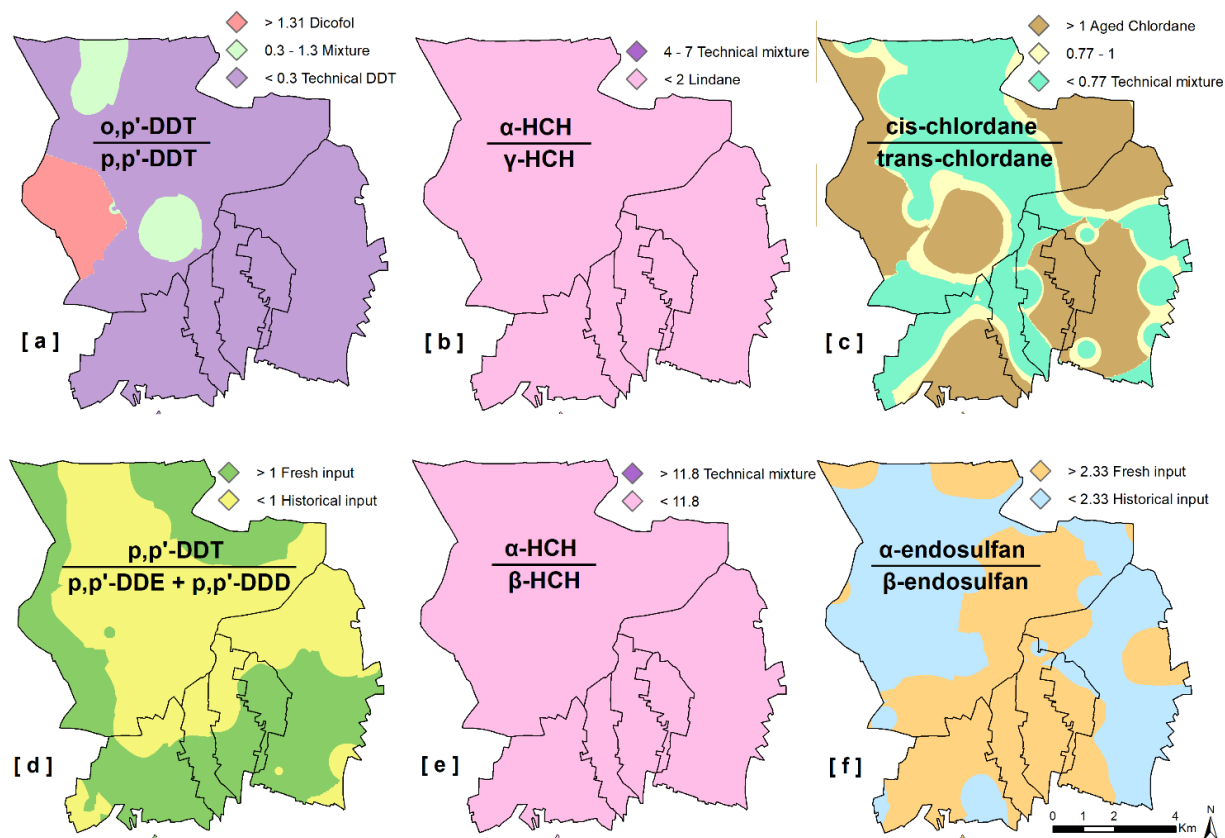 > 1.31 Dicofol
0.3 - 1.3 Mixture
< 0.3 Technical DDT
o,p'-DDT
p,p'-DDT
[ a ]
4 - 7 Technical mixture
< 2 Lindane
α-HCH
γ-HCH
[ b ]
> 1 Aged Chlordane
0.77 - 1
< 0.77 Technical mixture
cis-chlordane
trans-chlordane
[ c ]
> 1 Fresh input
< 1 Historical input
p,p'-DDT
p,p'-DDE + p,p'-DDD
[ d ]
> 11.8 Technical mixture
< 11.8
α-HCH
β-HCH
[ e ]
> 2.33 Fresh input
< 2.33 Historical input
α-endosulfan
β-endosulfan
[ f ]
0 1 2 4
Km
N